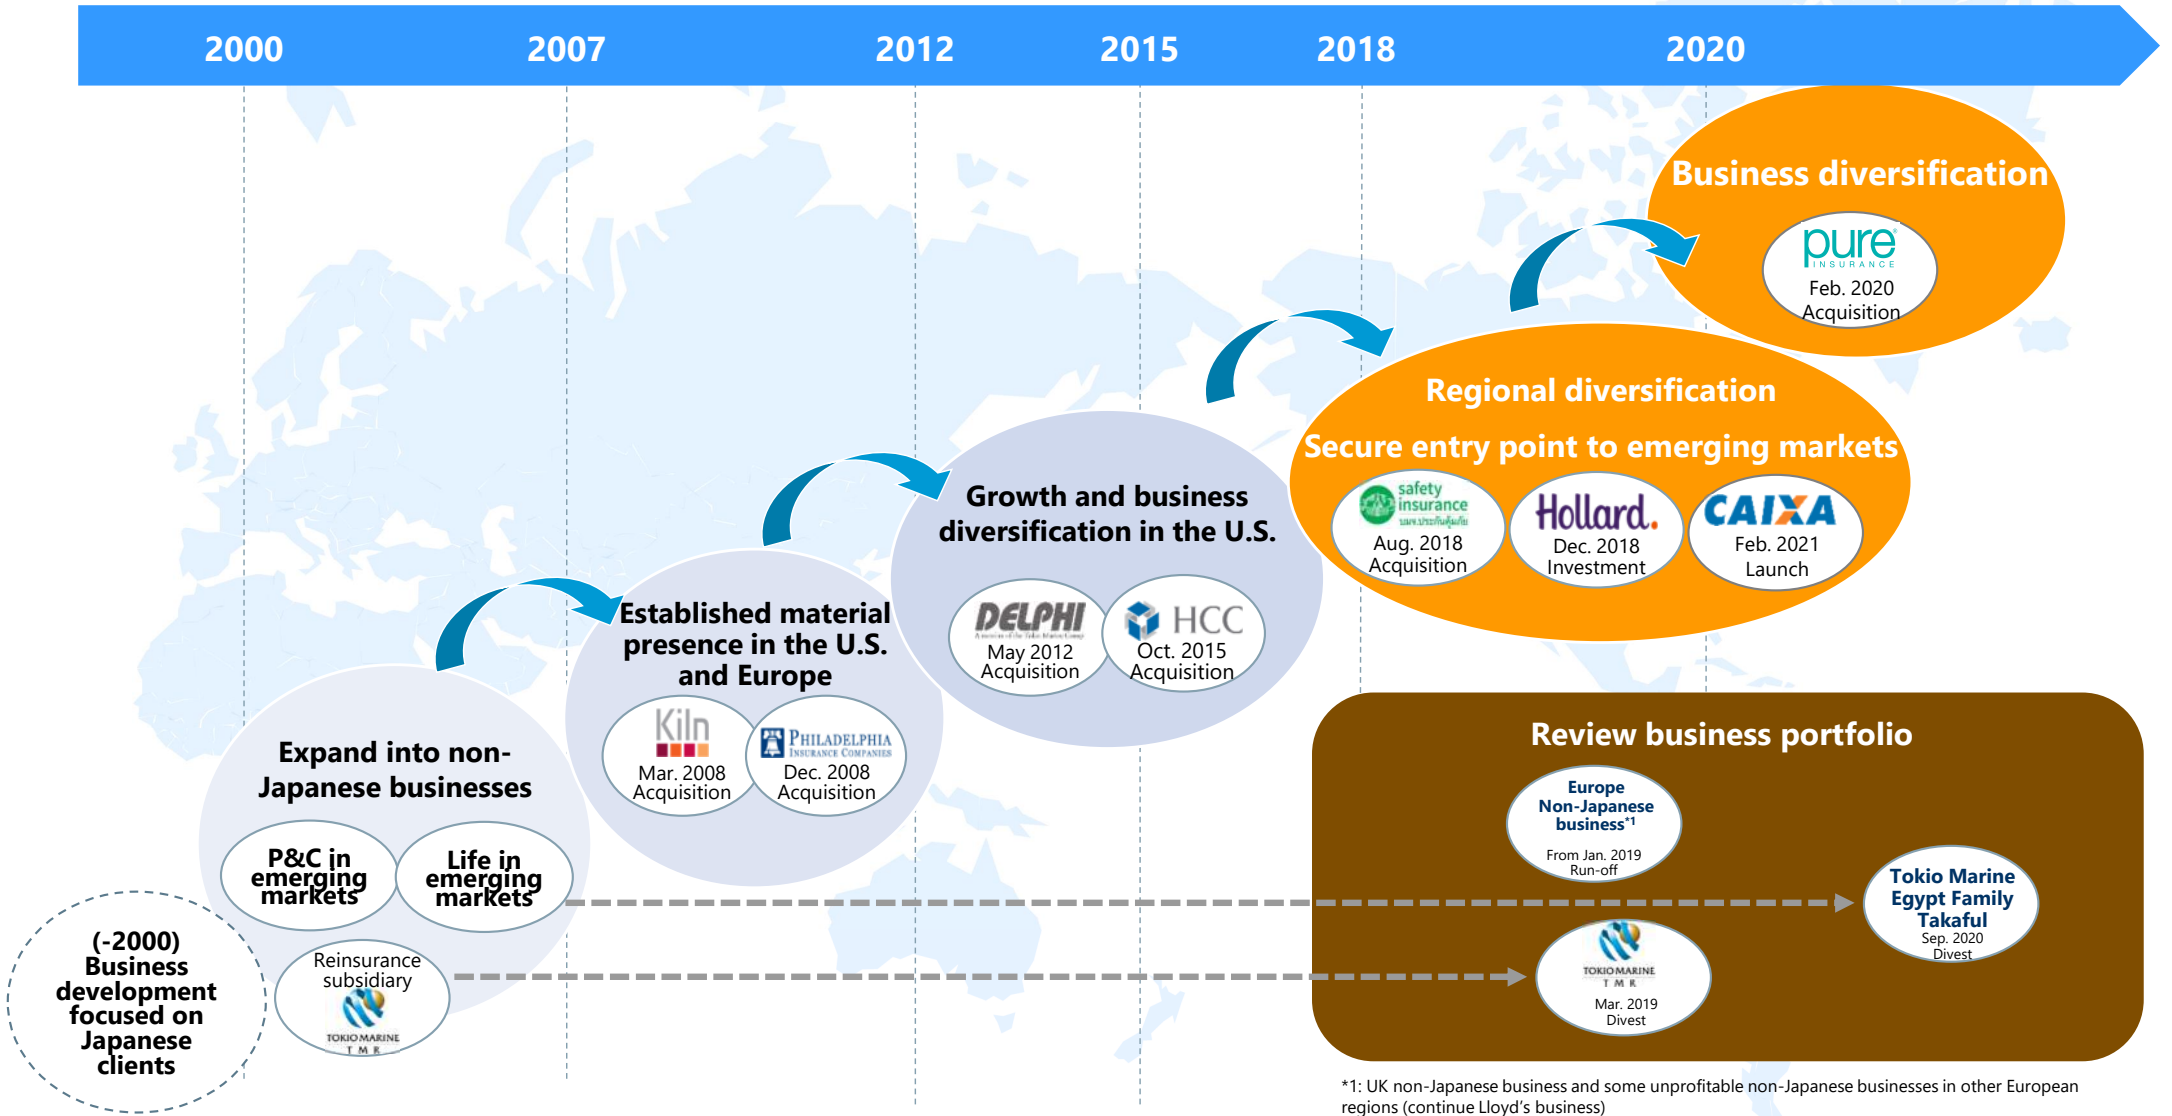 2000 2007 2012 2015 2018 2020
Business diversification
pure
INSURANCE
Feb. 2020
Acquisition
Regional diversification
Secure entry point to emerging markets
safety
insurance
Aug. 2018
Acquisition
Hollard.
Dec. 2018
Investment
CAIXA
Feb. 2021
Launch
Growth and business
diversification in the U.S.
DELPHI
A member of the Tokio Marine Group
May 2012
Acquisition
HCC
Oct. 2015
Acquisition
Established material
presence in the U.S.
and Europe
Kiln
Mar. 2008
Acquisition
PHILADELPHIA
INSURANCE COMPANIES
Dec. 2008
Acquisition
Expand into non-
Japanese businesses
P&C in
emerging
markets
Life in
emerging
markets
Reinsurance
subsidiary
TOKIO MARINE
T M R
(-2000)
Business
development
focused on
Japanese
clients
Review business portfolio
Europe
Non-Japanese
business*1
From Jan. 2019
Run-off
Tokio Marine
Egypt Family
Takaful
Sep. 2020
Divest
TOKIO MARINE
T M R
Mar. 2019
Divest
*1: UK non-Japanese business and some unprofitable non-Japanese businesses in other European
regions (continue Lloyd's business)